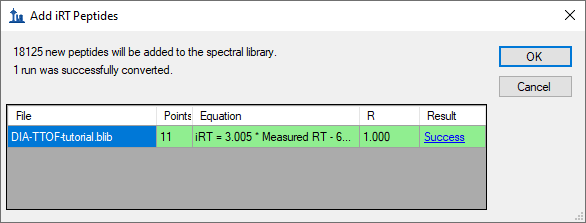 Add iRT Peptides
18125 new peptides will be added to the spectral library.
1 run was successfully converted.
OK
Cancel
File Points Equation R Result
DIA-TTOF-tutorial.blib 11 iRT = 3.005 * Measured RT - 6... 1.000 Success